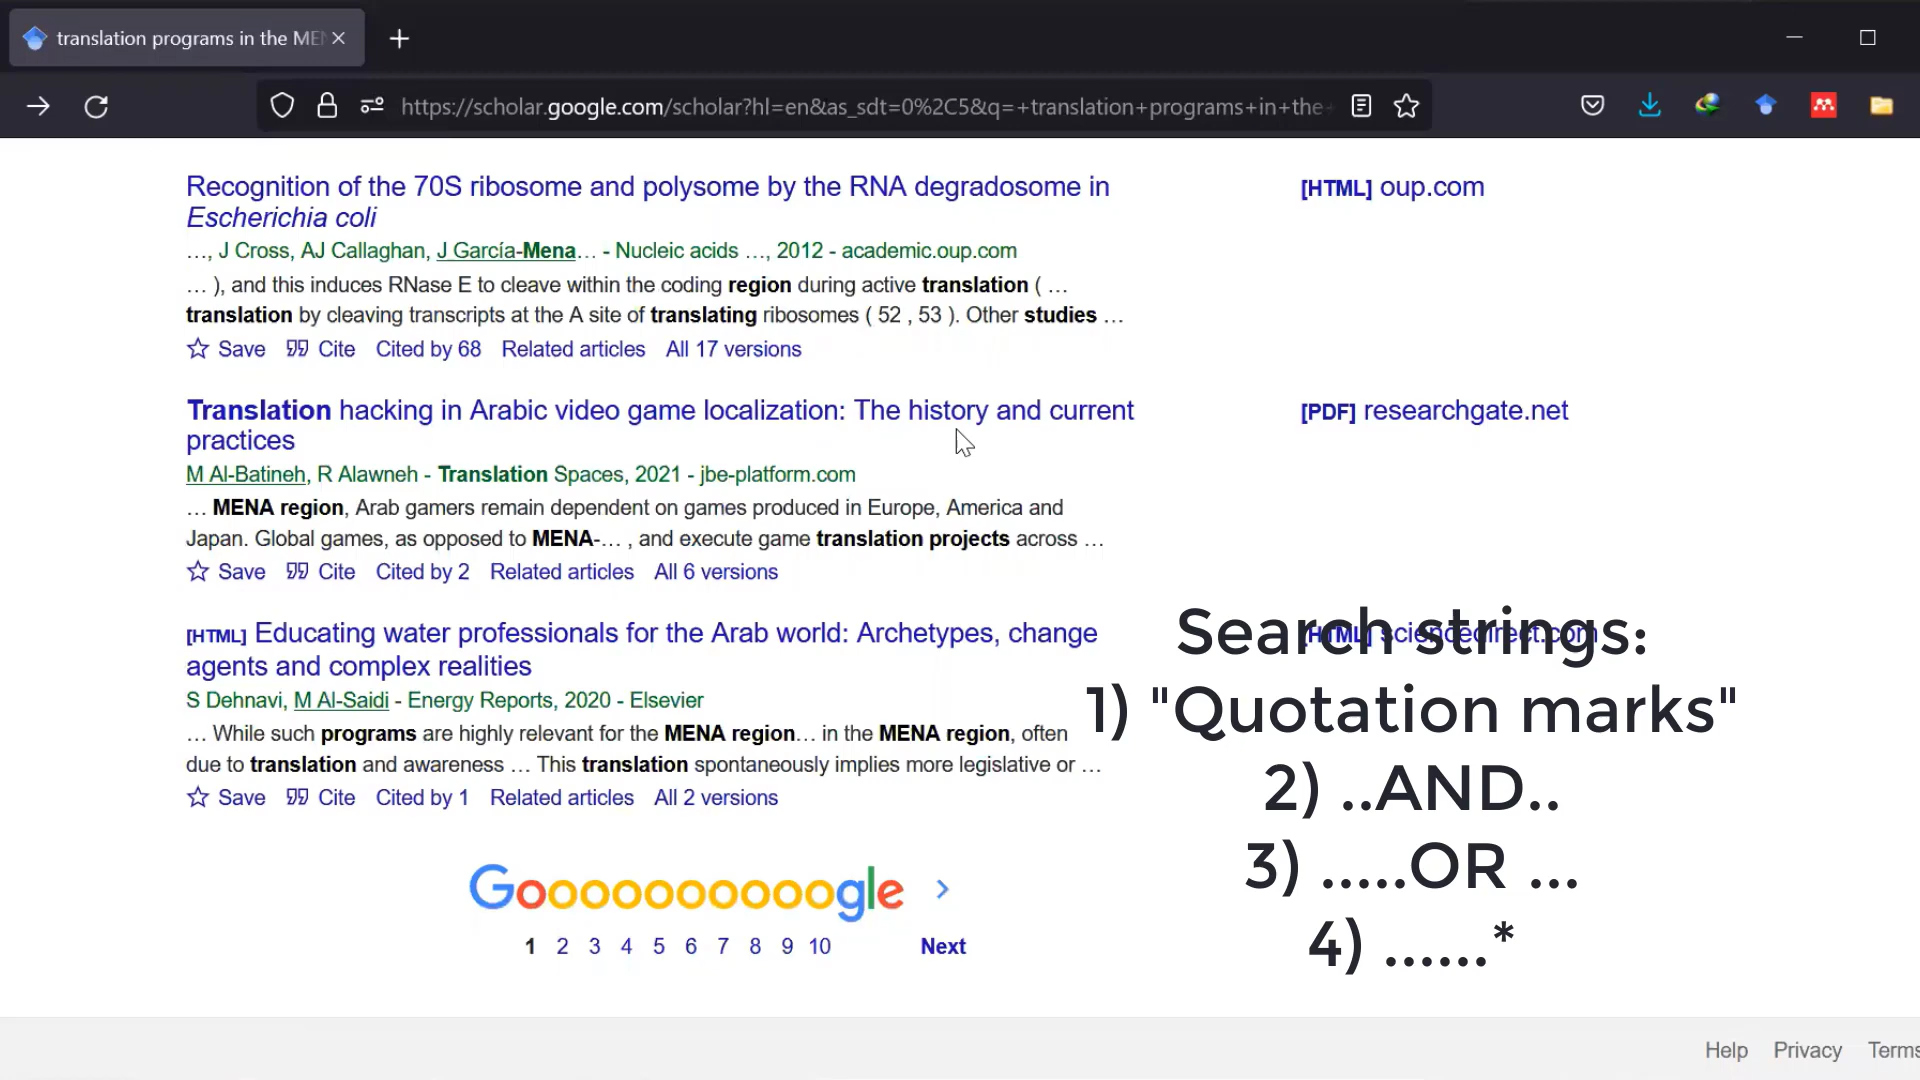 translation programs in the MEN
https://scholar.google.com/scholar?hl=en&as_sdt=0%2C5&q=+translation+programs+in+the+
Recognition of the 70S ribosome and polysome by the RNA degradosome in
Escherichia coli
[HTML] oup.com
…, J Cross, AJ Callaghan, J García-Mena… - Nucleic acids …, 2012 - academic.oup.com
… ), and this induces RNase E to cleave within the coding region during active translation ( …
translation by cleaving transcripts at the A site of translating ribosomes ( 52 , 53 ). Other studies …
Save Cite Cited by 68 Related articles All 17 versions
Translation hacking in Arabic video game localization: The history and current
practices
[PDF] researchgate.net
M Al-Batineh, R Alawneh - Translation Spaces, 2021 - jbe-platform.com
… MENA region, Arab gamers remain dependent on games produced in Europe, America and
Japan. Global games, as opposed to MENA-… , and execute game translation projects across …
Save Cite Cited by 2 Related articles All 6 versions
[HTML] Educating water professionals for the Arab world: Archetypes, change
agents and complex realities
[HTML] sciencedirect.com
S Dehnavi, M Al-Saidi - Energy Reports, 2020 - Elsevier
… While such programs are highly relevant for the MENA region… in the MENA region, often
due to translation and awareness … This translation spontaneously implies more legislative or …
Save Cite Cited by 1 Related articles All 2 versions
Search strings:
1) "Quotation marks"
2) ..AND..
3) .....OR ...
4) ......*
Goooooooooogle
1 2 3 4 5 6 7 8 9 10 Next
Help Privacy Terms